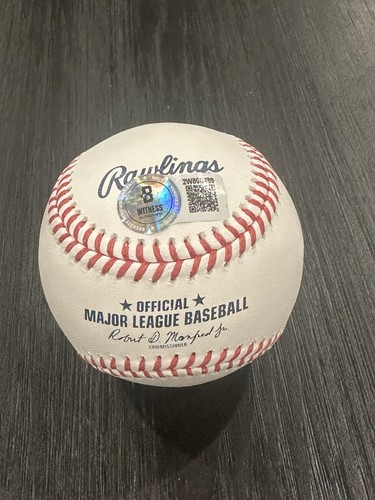 Rawlings
B
WITNESS
★ OFFICIAL ★
MAJOR LEAGUE BASEBALL
Robert D. Manfred Jr.
COMMISSIONER